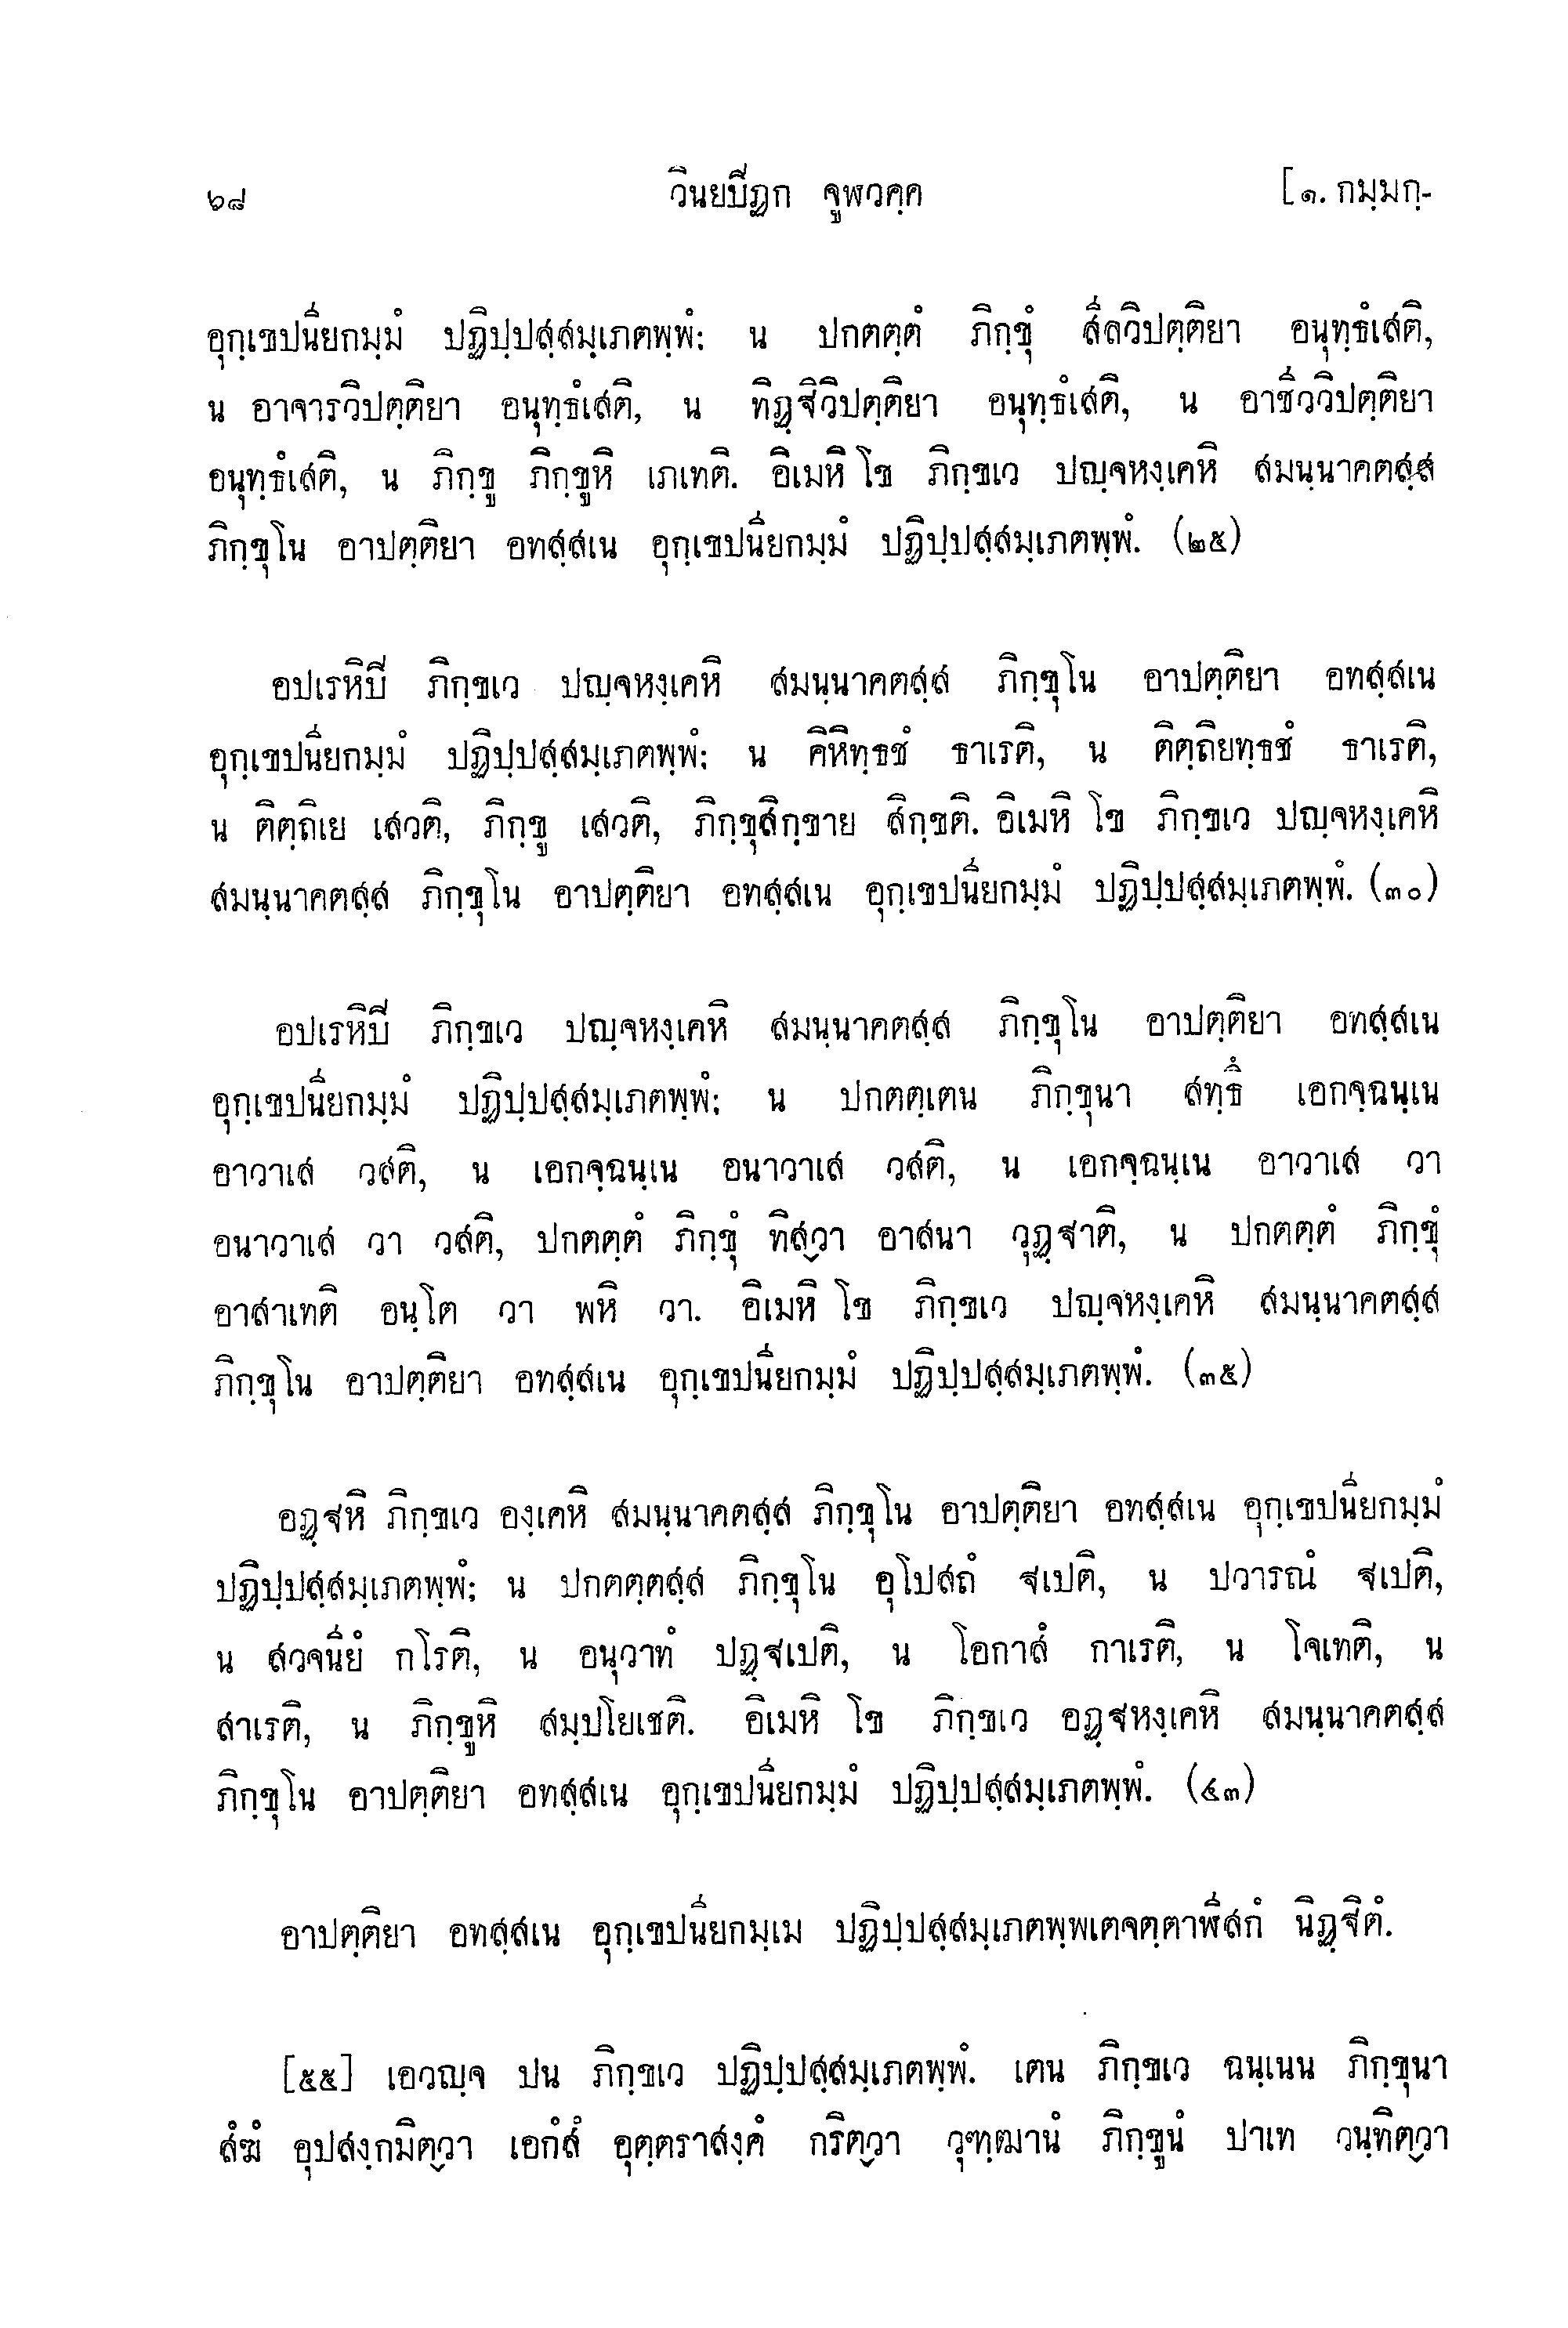 ๖๘ วินยปีฏก จูฬวคฺค [ ๑. กมฺมกฺ-
อุกฺเขปนียกมฺมํ ปฏิปฺปสฺสมฺเภตพฺพํ: น ปกตตฺตํ ภิกฺขุํ สีลวิปตฺติยา อนุทฺธํเสติ,
น อาจารวิปตฺติยา อนุทฺธํเสติ, น ทิฏฺฐิวิปตฺติยา อนุทฺธํเสติ, น อาชีววิปตฺติยา
อนุทฺธํเสติ, น ภิกฺขู ภิกฺขูหิ เภเทติ. อิเมหิ โข ภิกฺขเว ปญฺจหงฺเคหิ สมนฺนาคตสฺส
ภิกฺขุโน อาปตฺติยา อทสฺสเน อุกฺเขปนียกมฺมํ ปฏิปฺปสฺสมฺเภตพฺพํ. (๒๕)
อปเรหิปี ภิกฺขเว ปญฺจหงฺเคหิ สมนฺนาคตสฺส ภิกฺขุโน อาปตฺติยา อทสฺสเน
อุกฺเขปนียกมฺมํ ปฏิปฺปสฺสมฺเภตพฺพํ: น คิหิทฺธชํ ธาเรติ, น ติตฺถิยทฺธชํ ธาเรติ,
น ติตฺถิเย เสวติ, ภิกฺขู เสวติ, ภิกฺขุสิกฺขาย สิกฺขติ. อิเมหิ โข ภิกฺขเว ปญฺจหงฺเคหิ
สมนฺนาคตสฺส ภิกฺขุโน อาปตฺติยา อทสฺสเน อุกฺเขปนียกมฺมํ ปฏิปฺปสฺสมฺเภตพฺพํ. (๓๐)
อปเรหิปี ภิกฺขเว ปญฺจหงฺเคหิ สมนฺนาคตสฺส ภิกฺขุโน อาปตฺติยา อทสฺสเน
อุกฺเขปนียกมฺมํ ปฏิปฺปสฺสมฺเภตพฺพํ: น ปกตตฺเตน ภิกฺขุนา สทฺธึ เอกจฺฉนฺเน
อาวาเส วสติ, น เอกจฺฉนฺเน อนาวาเส วสติ, น เอกจฺฉนฺเน อาวาเส วา
อนาวาเส วา วสติ, ปกตตฺตํ ภิกฺขุํ ทิสฺวา อาสนา วุฏฺฐาติ, น ปกตตฺตํ ภิกฺขุํ
อาสาเทติ อนฺโต วา พหิ วา. อิเมหิ โข ภิกฺขเว ปญฺจหงฺเคหิ สมนฺนาคตสฺส
ภิกฺขุโน อาปตฺติยา อทสฺสเน อุกฺเขปนียกมฺมํ ปฏิปฺปสฺสมฺเภตพฺพํ. (๓๕)
อฏฺฐหิ ภิกฺขเว องฺเคหิ สมนฺนาคตสฺส ภิกฺขุโน อาปตฺติยา อทสฺสเน อุกฺเขปนียกมฺมํ
ปฏิปฺปสฺสมฺเภตพฺพํ; น ปกตตฺตสฺส ภิกฺขุโน อุโปสถํ ฐเปติ, น ปวารณํ ฐเปติ,
น สวจนียํ กโรติ, น อนุวาทํ ปฏฺฐเปติ, น โอกาสํ กาเรติ, น โจเทติ, น
สาเรติ, น ภิกฺขูหิ สมฺปโยเชติ. อิเมหิ โข ภิกฺขเว อฏฺฐหงฺเคหิ สมนฺนาคตสฺส
ภิกฺขุโน อาปตฺติยา อทสฺสเน อุกฺเขปนียกมฺมํ ปฏิปฺปสฺสมฺเภตพฺพํ. (๔๓)
อาปตฺติยา อทสฺสเน อุกฺเขปนียกมฺเม ปฏิปฺปสฺสมฺเภตพฺพเตจตฺตาฬีสกํ นิฏฺฐิตํ.
[๕๕] เอวญฺจ ปน ภิกฺขเว ปฏิปฺปสฺสมฺเภตพฺพํ. เตน ภิกฺขเว ฉนฺเนน ภิกฺขุนา
สํฆํ อุปสงฺกมิตฺวา เอกํสํ อุตฺตราสงฺคํ กริตฺวา วุฑฺฒานํ ภิกฺขูนํ ปาเท วนฺทิตฺวา